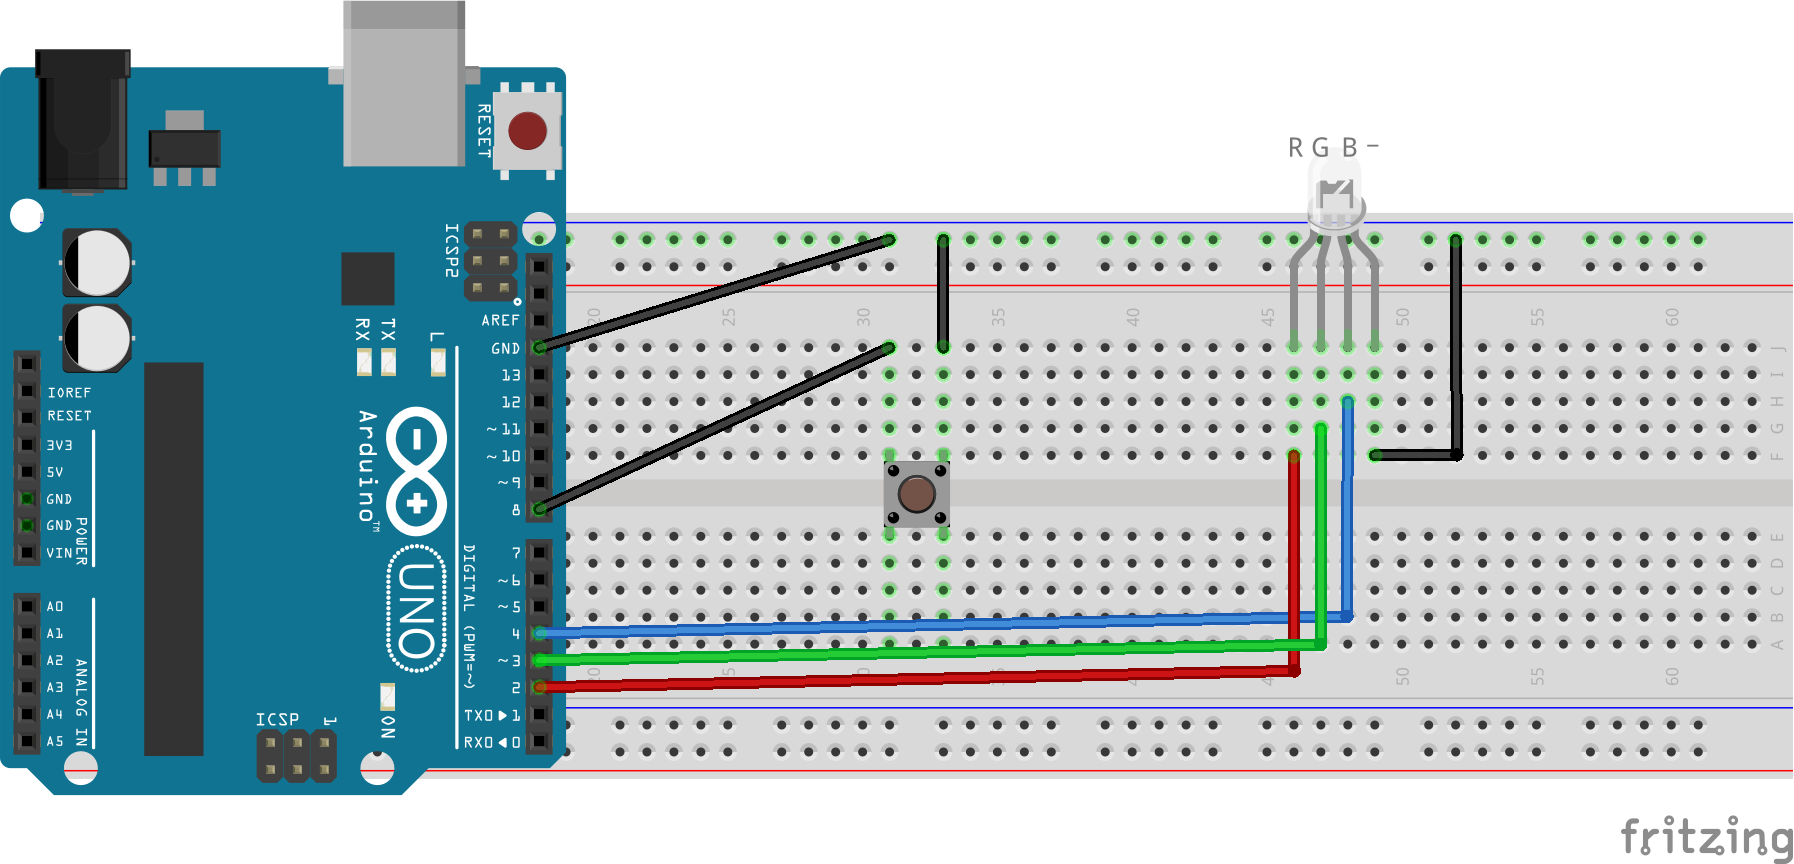 R G B -
RESET
ICSP2
AREF
GND
RX
TX
L
13
12
~11
~10
~9
8
IOREF
RESET
3V3
5V
GND
GND
VIN
POWER
Arduino™
UNO
DIGITAL (PWM=~)
7
~6
~5
4
~3
2
TX0▶1
RX0◀0
A0
A1
A2
A3
A4
A5
ANALOG IN
ICSP
1
ON
20
25
30
35
40
45
50
55
60
J
I
H
G
F
E
D
C
B
A
50
55
60
fritzing